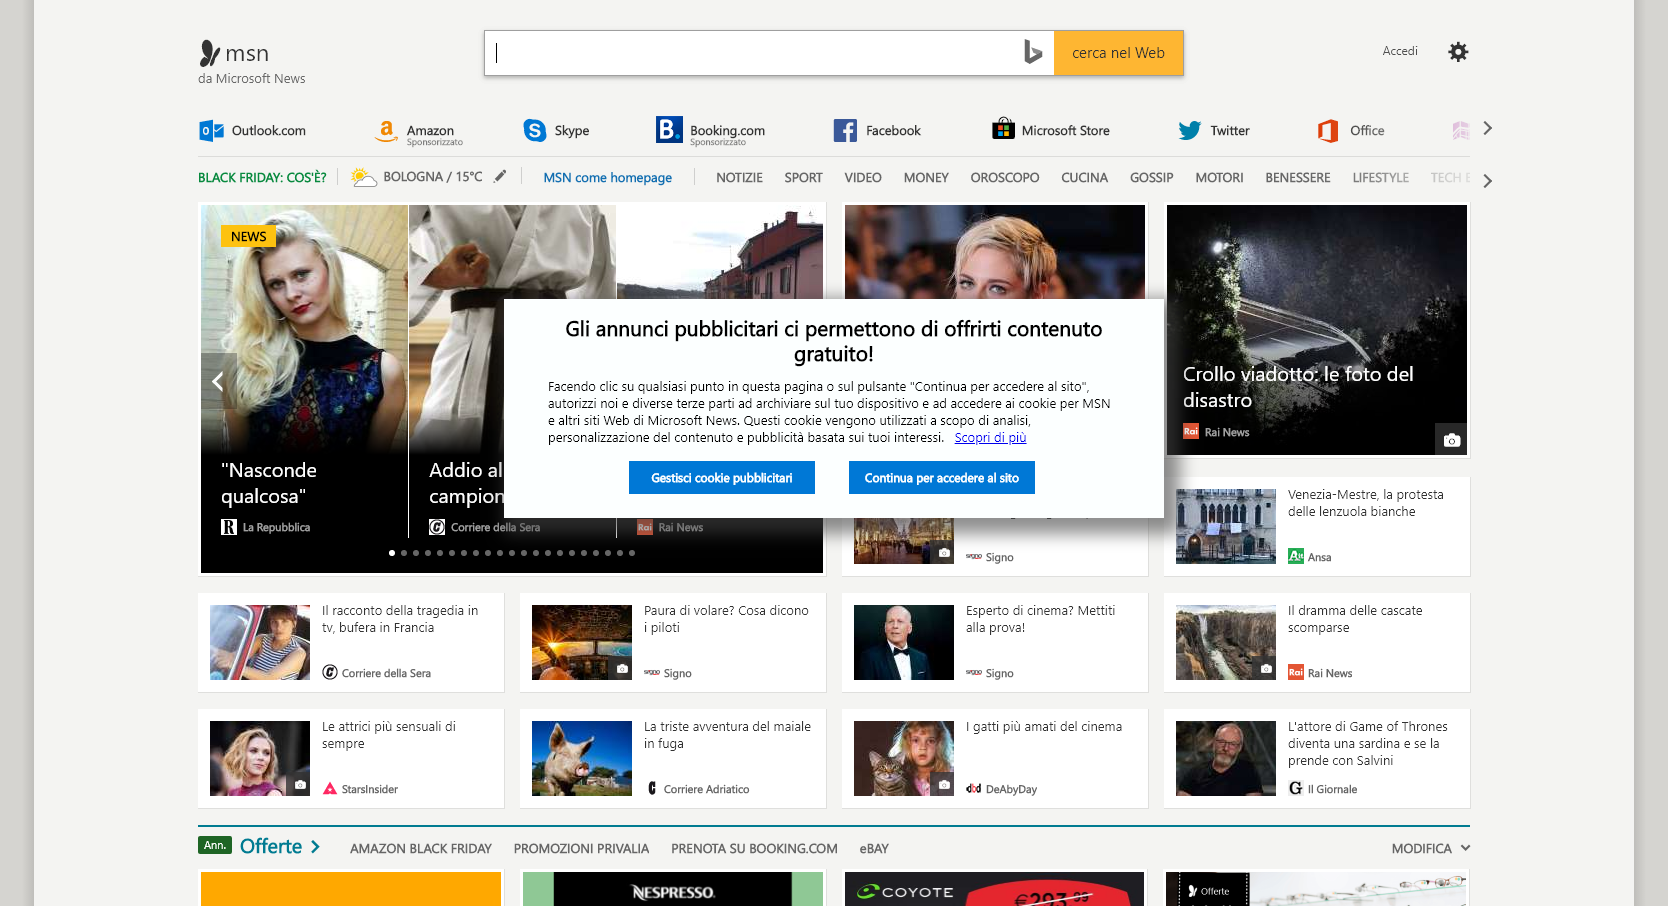 msn
da Microsoft News
cerca nel Web
Accedi
Outlook.com
Amazon
Sponsorizzato
Skype
Booking.com
Sponsorizzato
Facebook
Microsoft Store
Twitter
Office
BLACK FRIDAY: COS'È?
BOLOGNA / 15°C
MSN come homepage
NOTIZIE
SPORT
VIDEO
MONEY
OROSCOPO
CUCINA
GOSSIP
MOTORI
BENESSERE
LIFESTYLE
TECH
NEWS
"Nasconde
qualcosa"
La Repubblica
Addio al
campion
Corriere della Sera
Rai News
Gli annunci pubblicitari ci permettono di offrirti contenuto
gratuito!
Facendo clic su qualsiasi punto in questa pagina o sul pulsante "Continua per accedere al sito",
autorizzi noi e diverse terze parti ad archiviare sul tuo dispositivo e ad accedere ai cookie per MSN
e altri siti Web di Microsoft News. Questi cookie vengono utilizzati a scopo di analisi,
personalizzazione del contenuto e pubblicità basata sui tuoi interessi. Scopri di più
Gestisci cookie pubblicitari
Continua per accedere al sito
Crollo viadotto: le foto del
disastro
Rai
Rai News
Signo
Venezia-Mestre, la protesta
delle lenzuola bianche
Ansa
Il racconto della tragedia in
tv, bufera in Francia
Corriere della Sera
Paura di volare? Cosa dicono
i piloti
Signo
Esperto di cinema? Mettiti
alla prova!
Signo
Il dramma delle cascate
scomparse
Rai
Rai News
Le attrici più sensuali di
sempre
StarsInsider
La triste avventura del maiale
in fuga
Corriere Adriatico
I gatti più amati del cinema
DeAbyDay
L'attore di Game of Thrones
diventa una sardina e se la
prende con Salvini
Il Giornale
Ann.
Offerte
AMAZON BLACK FRIDAY
PROMOZIONI PRIVALIA
PRENOTA SU BOOKING.COM
eBAY
MODIFICA
NESPRESSO
COYOTE
Offerte